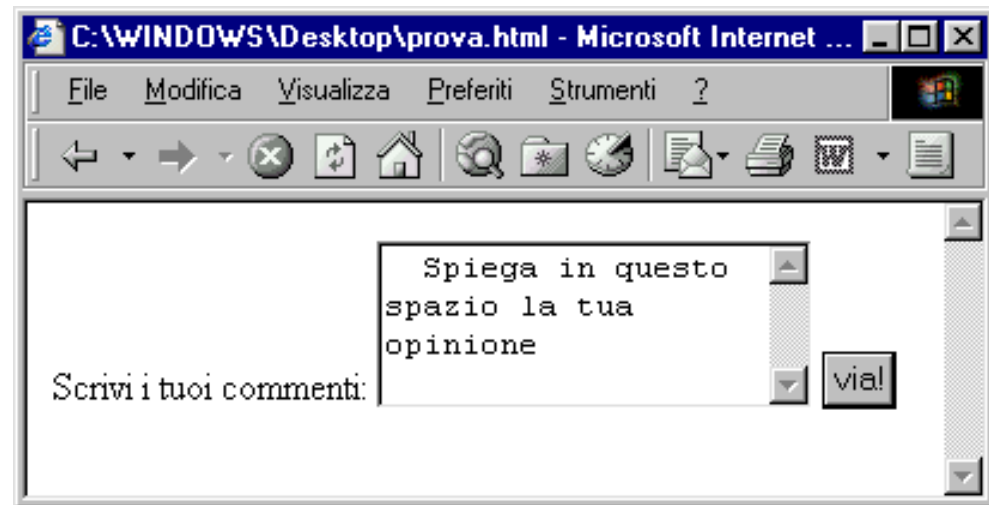 C:\WINDOWS\Desktop\prova.html - Microsoft Internet ...
File Modifica Visualizza Preferiti Strumenti ?
Spiega in questo
spazio la tua
opinione
Scrivi i tuoi commenti:
via!